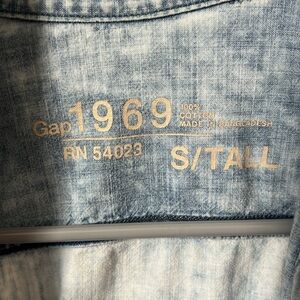 Gap 1969 100% COTTON MADE IN BANGLADESH
RN 54023 S/TALL